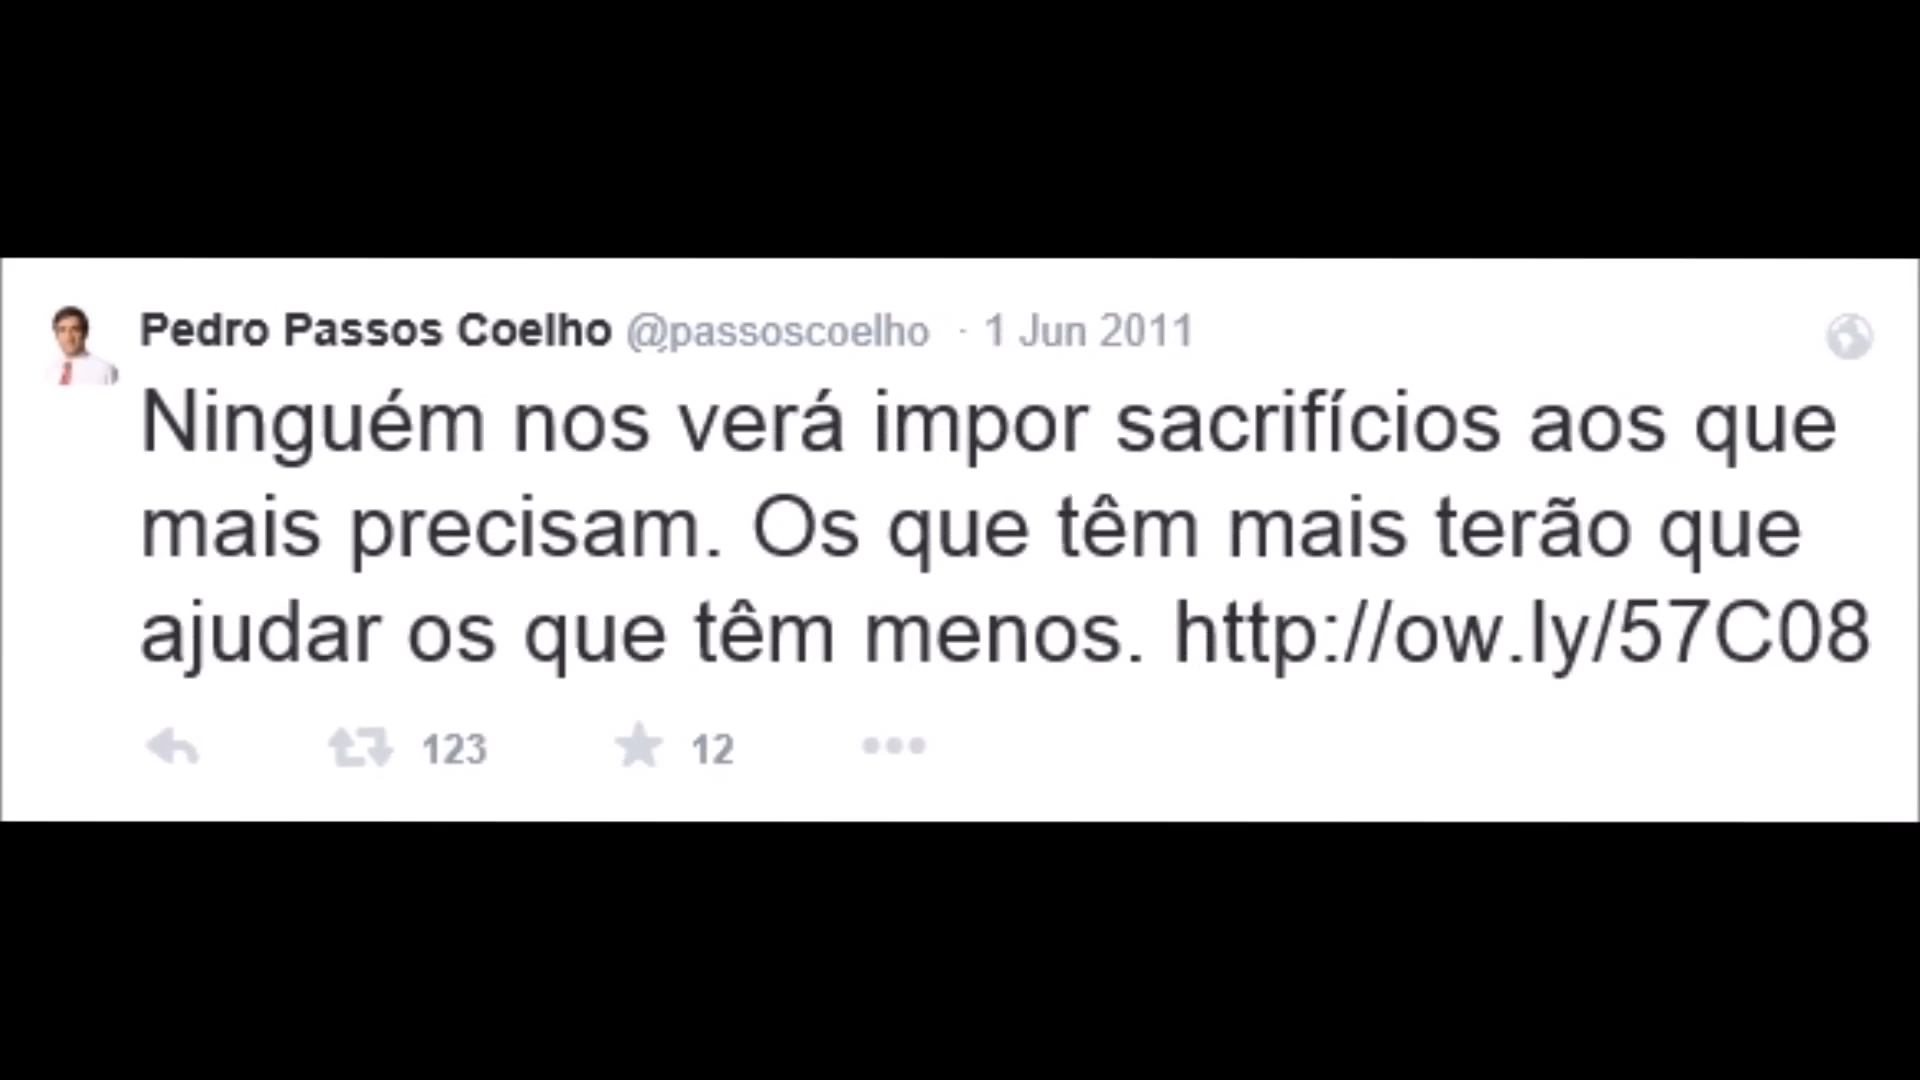 Pedro Passos Coelho @passoscoelho · 1 Jun 2011
Ninguém nos verá impor sacrifícios aos que
mais precisam. Os que têm mais terão que
ajudar os que têm menos. http://ow.ly/57C08
123 12